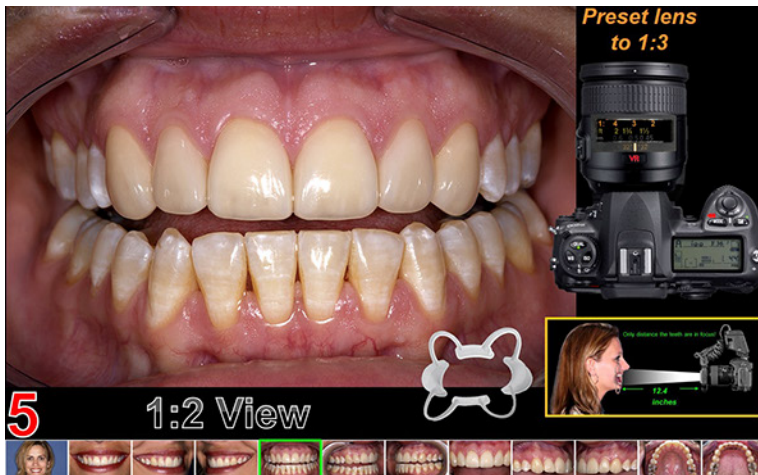 Preset lens
to 1:3
VR
Only distance the teeth are in focus!
12.4
inches
5
1:2 View